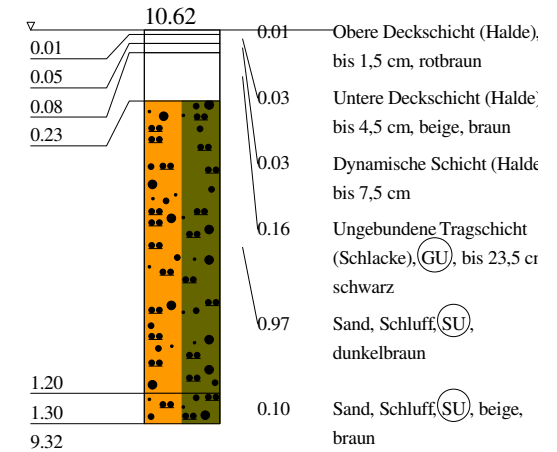 10.62
0.01
0.05
0.08
0.23
1.20
1.30
9.32
0.01 Obere Deckschicht (Halde),
bis 1,5 cm, rotbraun
0.03 Untere Deckschicht (Halde)
bis 4,5 cm, beige, braun
0.03 Dynamische Schicht (Halde
bis 7,5 cm
0.16 Ungebundene Tragschicht
(Schlacke), GU, bis 23,5 cm
schwarz
0.97 Sand, Schluff, SU,
dunkelbraun
0.10 Sand, Schluff, SU, beige,
braun